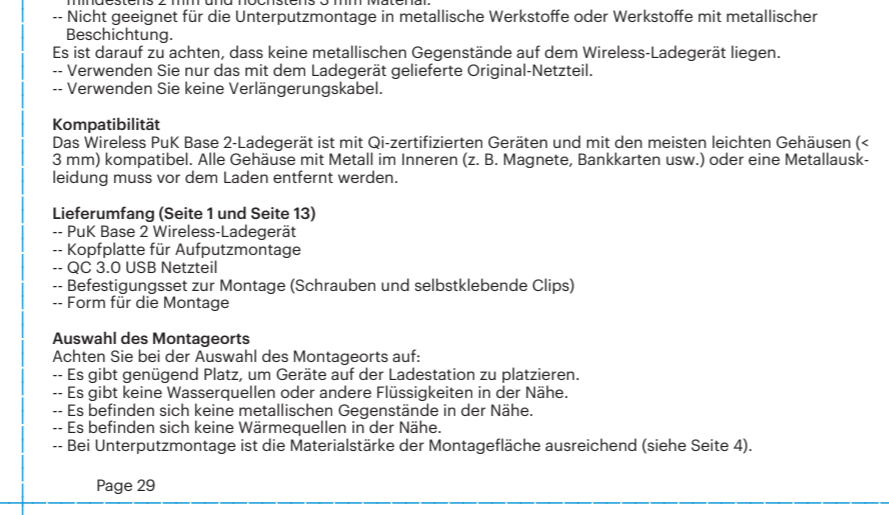 mindestens 2 mm und höchstens 3 mm Material.
-- Nicht geeignet für die Unterputzmontage in metallische Werkstoffe oder Werkstoffe mit metallischer
Beschichtung.
Es ist darauf zu achten, dass keine metallischen Gegenstände auf dem Wireless-Ladegerät liegen.
-- Verwenden Sie nur das mit dem Ladegerät gelieferte Original-Netzteil.
-- Verwenden Sie keine Verlängerungskabel.
Kompatibilität
Das Wireless PuK Base 2-Ladegerät ist mit Qi-zertifizierten Geräten und mit den meisten leichten Gehäusen (<
3 mm) kompatibel. Alle Gehäuse mit Metall im Inneren (z. B. Magnete, Bankkarten usw.) oder eine Metallausk-
leidung muss vor dem Laden entfernt werden.
Lieferumfang (Seite 1 und Seite 13)
-- PuK Base 2 Wireless-Ladegerät
-- Kopfplatte für Aufputzmontage
-- QC 3.0 USB Netzteil
-- Befestigungsset zur Montage (Schrauben und selbstklebende Clips)
-- Form für die Montage
Auswahl des Montageorts
Achten Sie bei der Auswahl des Montageorts auf:
-- Es gibt genügend Platz, um Geräte auf der Ladestation zu platzieren.
-- Es gibt keine Wasserquellen oder andere Flüssigkeiten in der Nähe.
-- Es befinden sich keine metallischen Gegenstände in der Nähe.
-- Es befinden sich keine Wärmequellen in der Nähe.
-- Bei Unterputzmontage ist die Materialstärke der Montagefläche ausreichend (siehe Seite 4).
Page 29